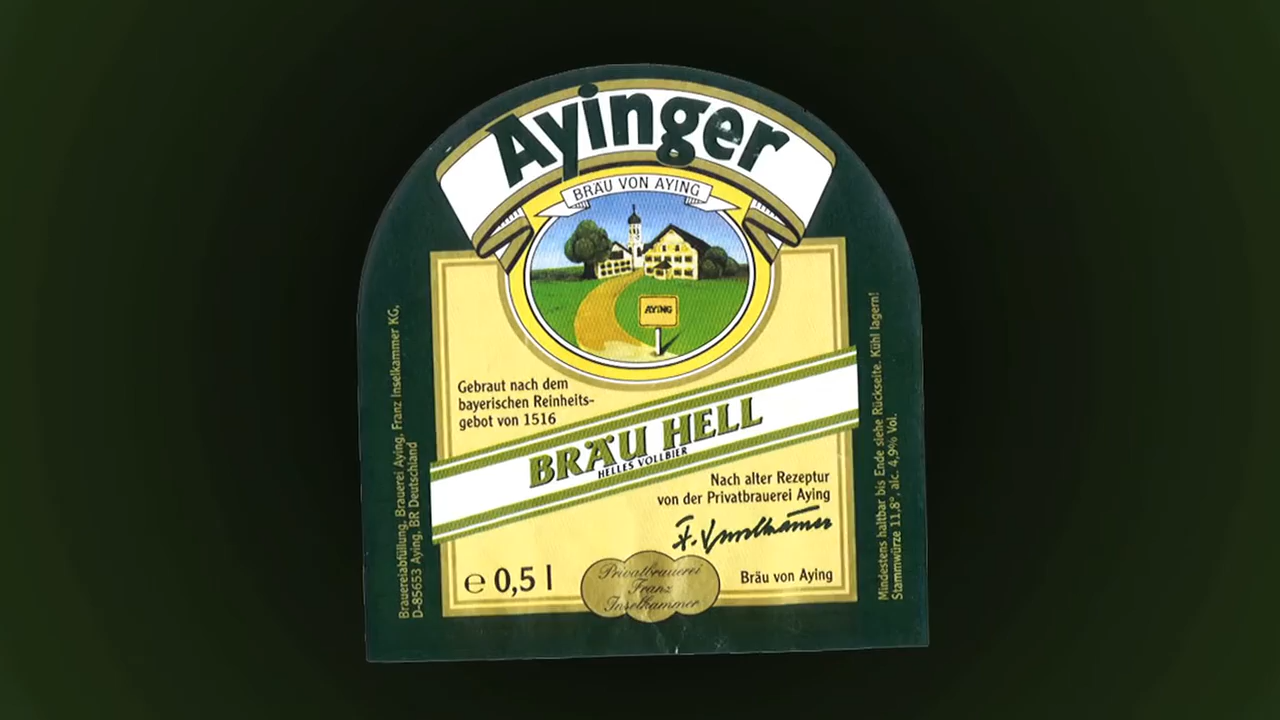 Ayinger
BRÄU VON AYING
AYING
Gebraut nach dem
bayerischen Reinheits-
gebot von 1516
BRÄU HELL
HELLES VOLLBIER
Nach alter Rezeptur
von der Privatbrauerei Aying
F. Inselkammer
Bräu von Aying
e 0,5 l
Privatbrauerei
Franz
Inselkammer
Brauereiabfüllung, Brauerei Aying, Franz Inselkammer KG,
D-85653 Aying, BR Deutschland
Mindestens haltbar bis Ende siehe Rückseite. Kühl lagern!
Stammwürze 11,8°, alc. 4,9% Vol.